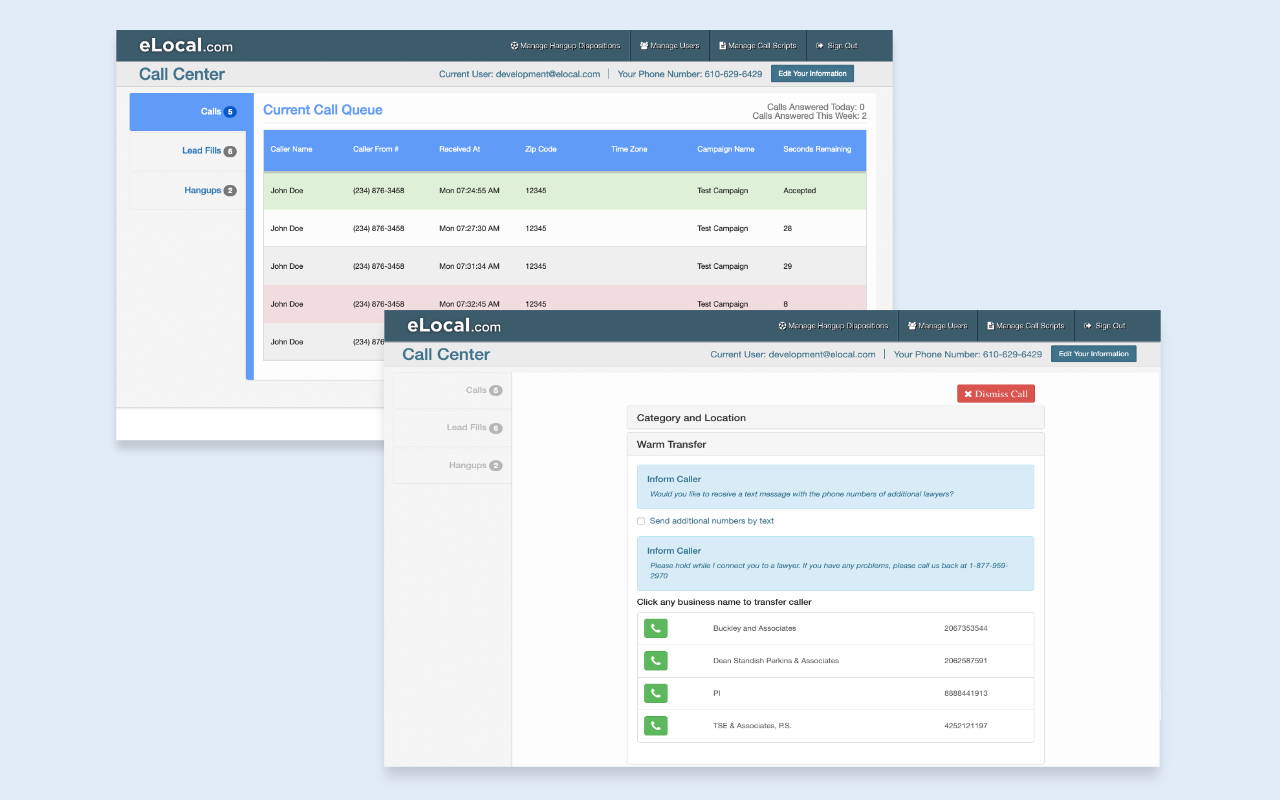 eLocal.com
Manage Hangup Dispositions Manage Users Manage Call Scripts Sign Out
Call Center
Current User: development@elocal.com Your Phone Number: 610-629-6429 Edit Your Information
Calls 5
Lead Fills 6
Hangups 2
Current Call Queue
Calls Answered Today: 0
Calls Answered This Week: 2
Caller Name Caller From # Received At Zip Code Time Zone Campaign Name Seconds Remaining
John Doe (234) 876-3458 Mon 07:24:55 AM 12345 Test Campaign Accepted
John Doe (234) 876-3458 Mon 07:27:30 AM 12345 Test Campaign 28
John Doe (234) 876-3458 Mon 07:31:34 AM 12345 Test Campaign 29
John Doe (234) 876-3458 Mon 07:32:45 AM 12345 Test Campaign 8
John Doe (234) 876
eLocal.com
Manage Hangup Dispositions Manage Users Manage Call Scripts Sign Out
Call Center
Current User: development@elocal.com Your Phone Number: 610-629-6429 Edit Your Information
Calls 5
Lead Fills 6
Hangups 2
Dismiss Call
Category and Location
Warm Transfer
Inform Caller
Would you like to receive a text message with the phone numbers of additional lawyers?
Send additional numbers by text
Inform Caller
Please hold while I connect you to a lawyer. If you have any problems, please call us back at 1-877-959-
2970
Click any business name to transfer caller
Buckley and Associates 2067353544
Dean Standish Perkins & Associates 2062587591
PI 8888441913
TSE & Associates, P.S. 4252121197